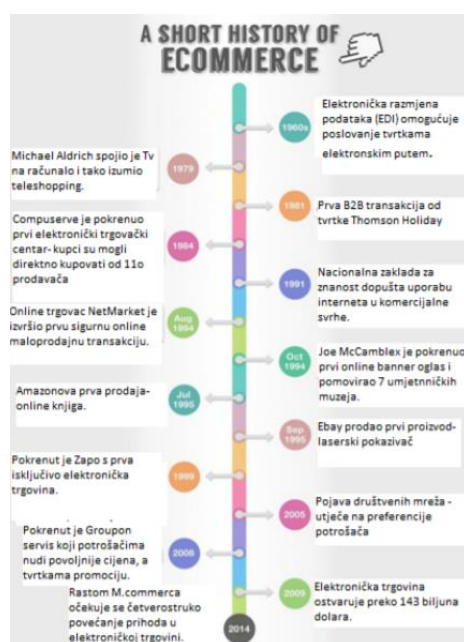 A SHORT HISTORY OF
ECOMMERCE
1960s
Elektronička razmjena
podataka (EDI) omogućuje
poslovanje tvrtkama
elektronskim putem.
Michael Aldrich spojio je Tv
na računalo i tako izumio
teleshopping.
1979
1981
Prva B2B transakcija od
tvrtke Thomson Holiday
Compuserve je pokrenuo
prvi elektronički trgovački
centar- kupci su mogli
direktno kupovati od 11o
prodavača
1984
1991
Nacionalna zaklada za
znanost dopušta uporabu
interneta u komercijalne
svrhe.
Online trgovac NetMarket je
izvršio prvu sigurnu online
maloprodajnu transakciju.
Aug
1994
Oct
1994
Joe McCamblex je pokrenuo
prvi online banner oglas i
pomovirao 7 umjetnničkih
muzeja.
Amazonova prva prodaja-
online knjiga.
Jul
1995
Sep
1995
Ebay prodao prvi proizvod-
laserski pokazivač
Pokrenut je Zapo s prva
isključivo elektronička
trgovina.
1999
2005
Pojava društvenih mreža -
utječe na preferencije
potrošača
Pokrenut je Groupon
servis koji potrošačima
nudi povoljnije cijena, a
tvrtkama promociju.
2008
2009
Elektronička trgovina
ostvaruje preko 143 biljuna
dolara.
Rastom M.commerca
očekuje se četverostruko
povećanje prihoda u
elektroničkoj trgovini.
2014